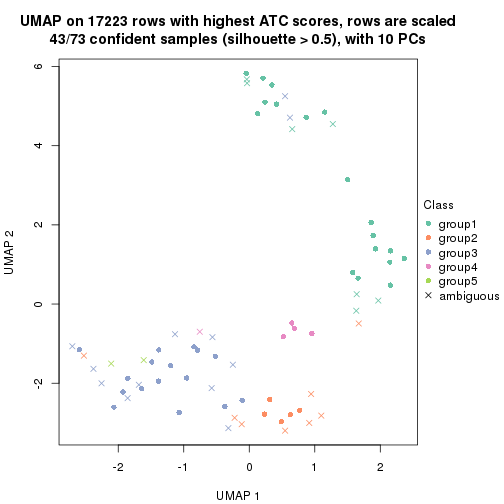 UMAP on 17223 rows with highest ATC scores, rows are scaled
43/73 confident samples (silhouette > 0.5), with 10 PCs
6
4
2
0
-2
UMAP 2
-2
-1
0
1
2
UMAP 1
Class
group1
group2
group3
group4
group5
ambiguous